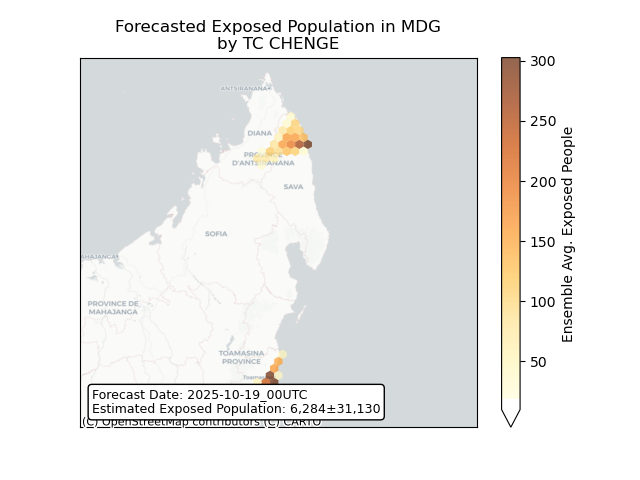 Forecasted Exposed Population in MDG
by TC CHENGE
ANTSIRANANA
DIANA
PROVINCE
D'ANTSIRANANA
SAVA
SOFIA
AHAJANGA
PROVINCE DE
MAHAJANGA
TOAMASINA
PROVINCE
Forecast Date: 2025-10-19_00UTC
Estimated Exposed Population: 6,284±31,130
(C) OpenStreetMap contributors (C) CARTO
300
250
200
150
100
50
Ensemble Avg. Exposed People